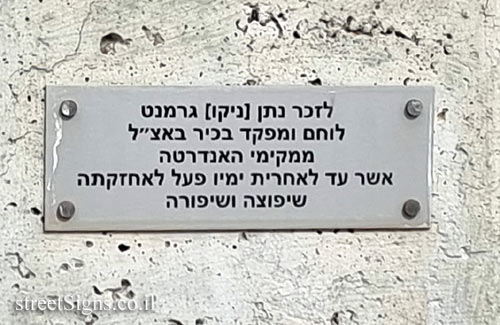 לזכר נתן [ניקו] גרמנט
לוחם ומפקד בכיר באצ״ל
ממקימי האנדרטה
אשר עד לאחרית ימיו פעל לאחזקתה
שיפוצה ושיפורה
streetSigns.co.il